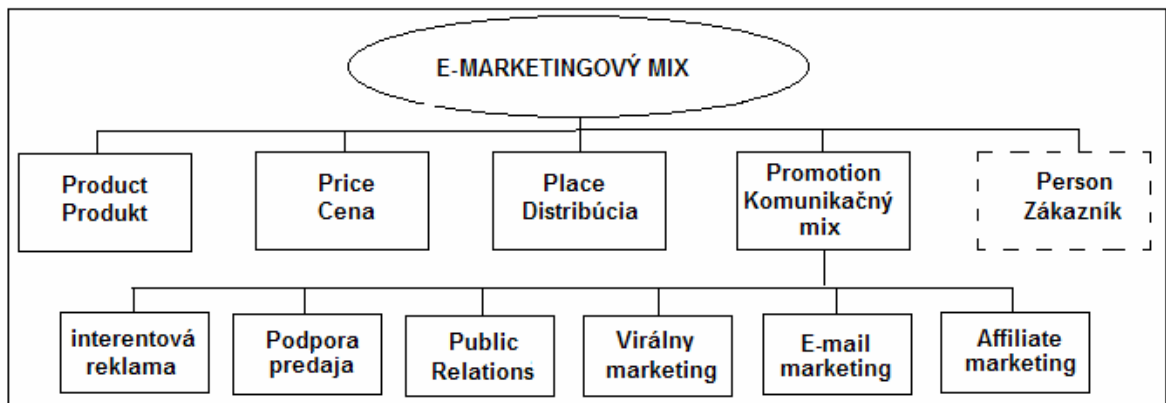 E-MARKETINGOVÝ MIX
Product
Produkt
Price
Cena
Place
Distribúcia
Promotion
Komunikačný
mix
Person
Zákazník
interentová
reklama
Podpora
predaja
Public
Relations
Virálny
marketing
E-mail
marketing
Affiliate
marketing